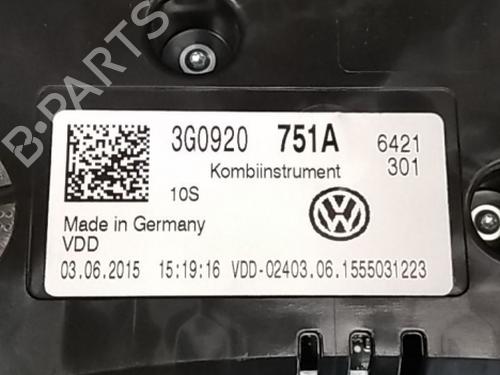 B-PARTS
3G0920 751A 6421
Kombiinstrument 301
10S
Made in Germany
VDD
03.06.2015 15:19:16 VDD-02403.06.1555031223